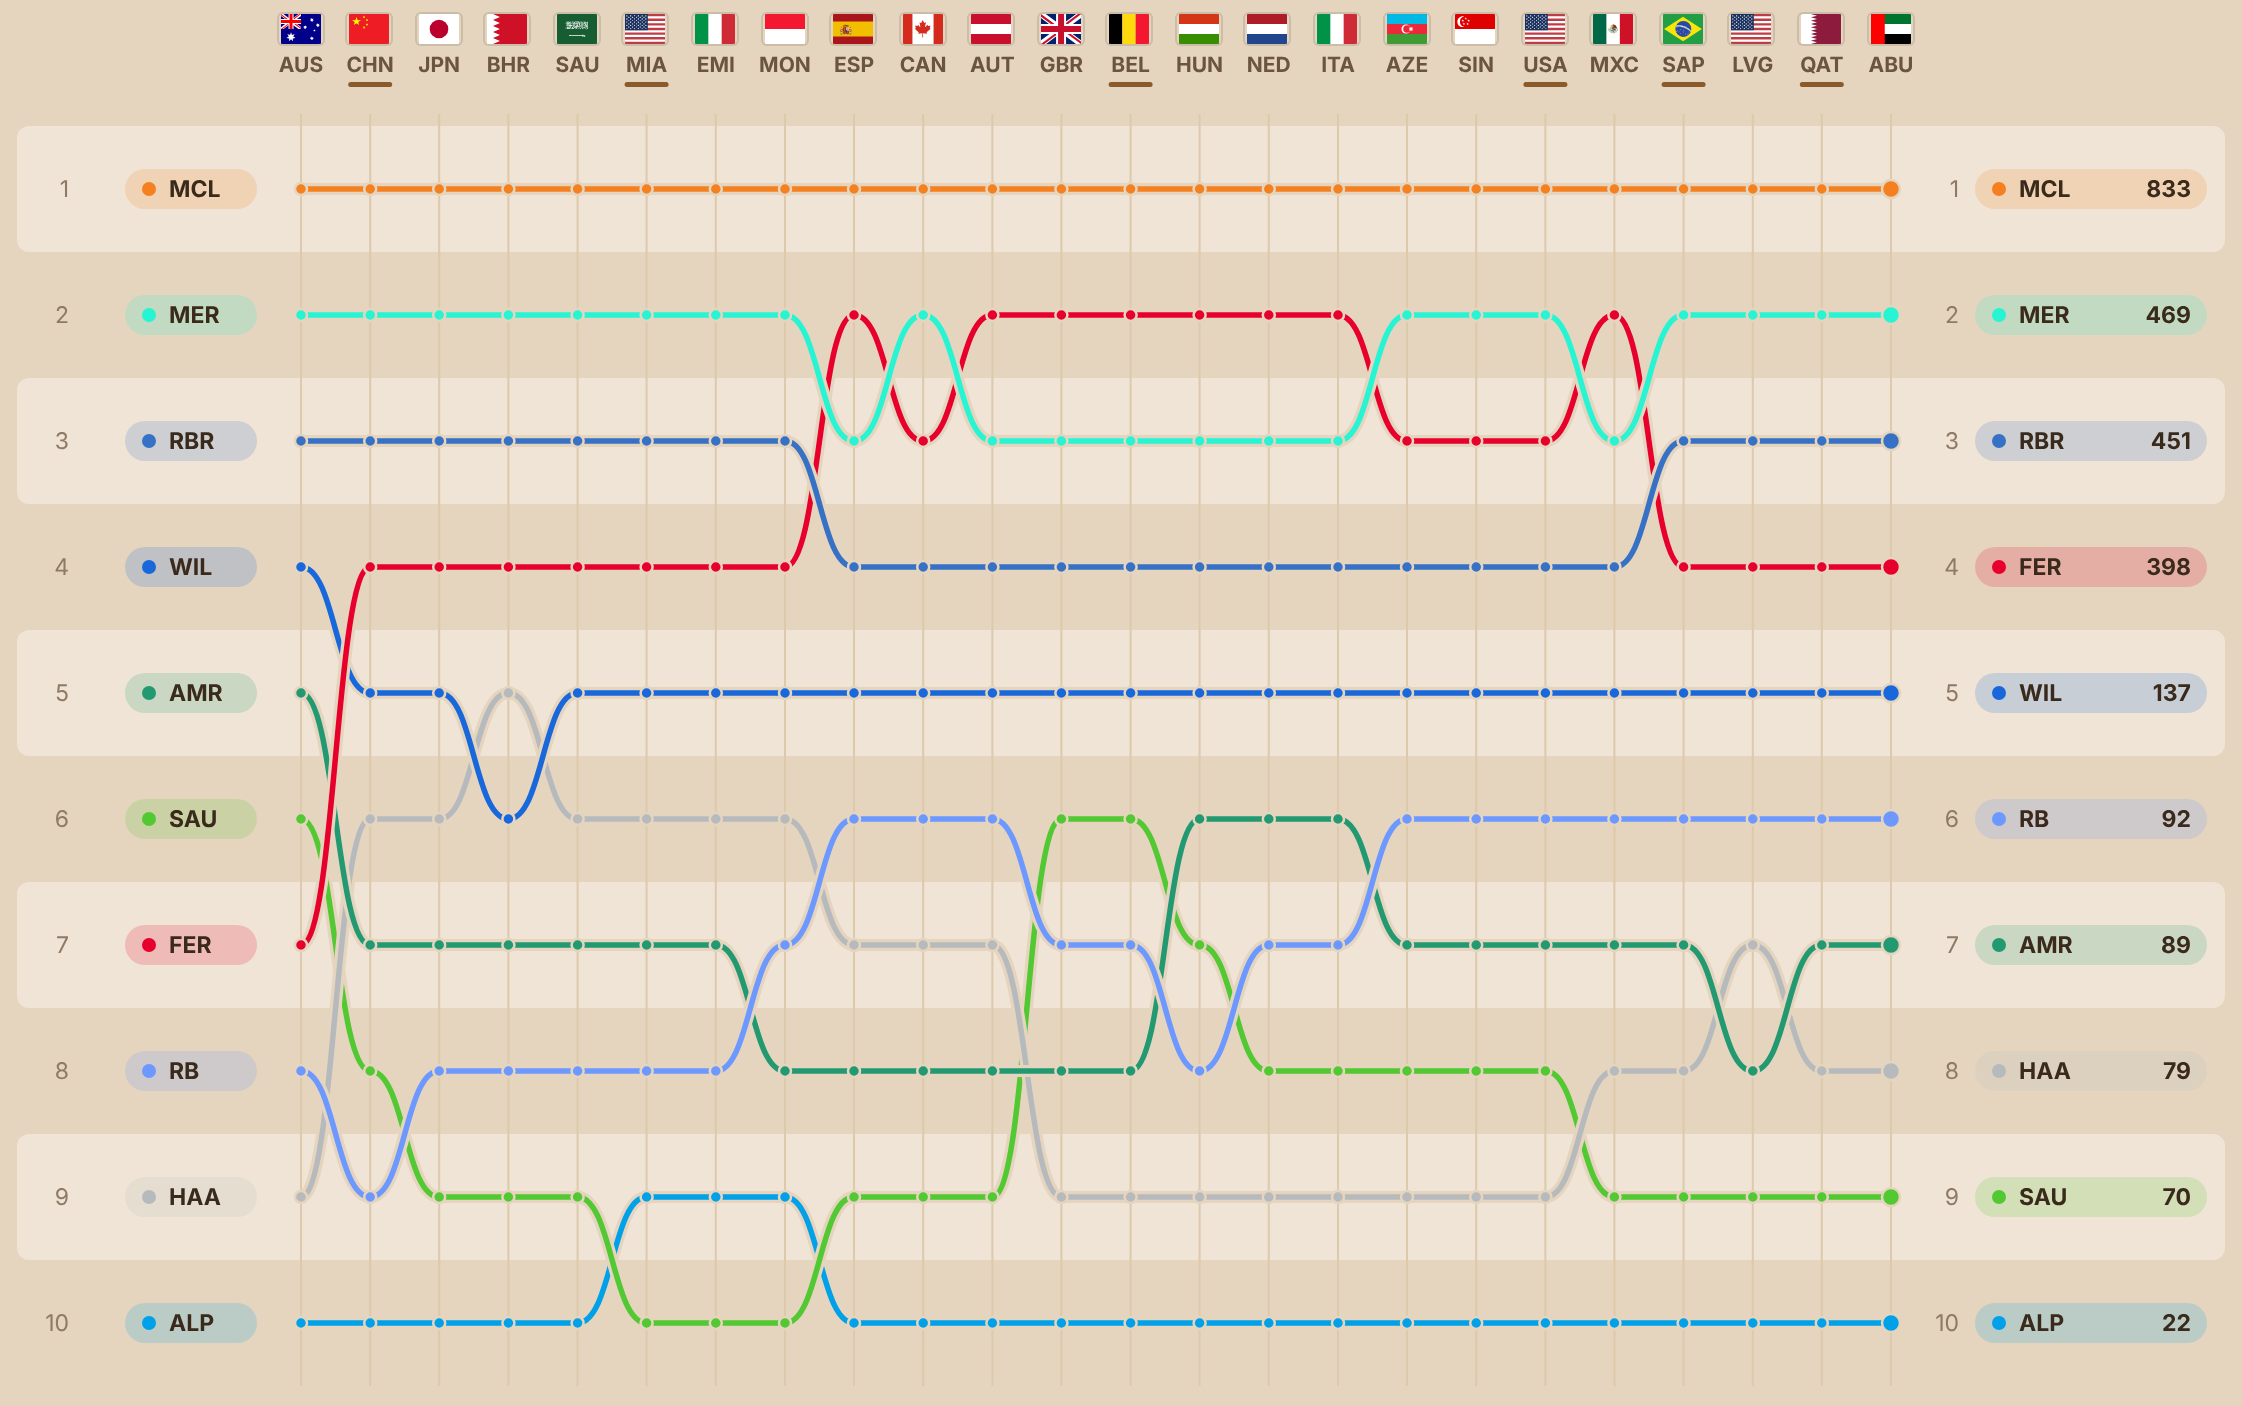 AUS CHN JPN BHR SAU MIA EMI MON ESP CAN AUT GBR BEL HUN NED ITA AZE SIN USA MXC SAP LVG QAT ABU
1 MCL 1 MCL 833
2 MER 2 MER 469
3 RBR 3 RBR 451
4 WIL 4 FER 398
5 AMR 5 WIL 137
6 SAU 6 RB 92
7 FER 7 AMR 89
8 RB 8 HAA 79
9 HAA 9 SAU 70
10 ALP 10 ALP 22